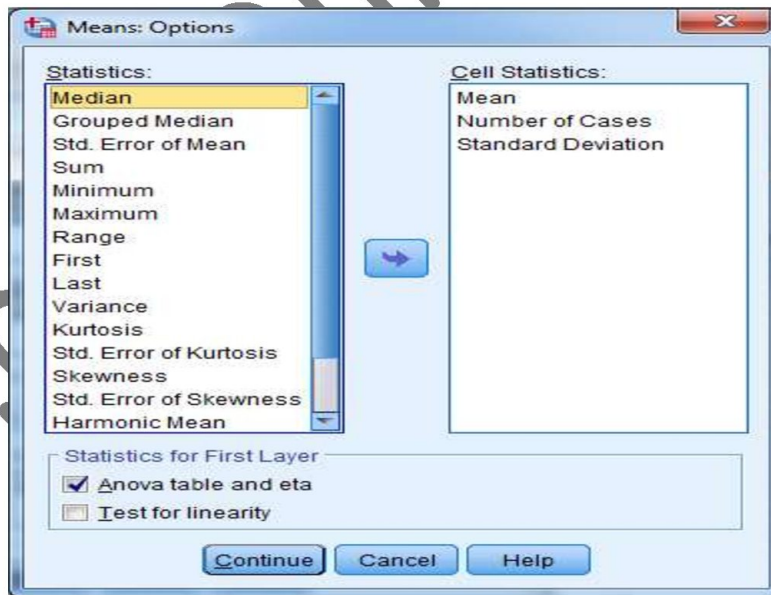 Means: Options
Statistics:
Median
Grouped Median
Std. Error of Mean
Sum
Minimum
Maximum
Range
First
Last
Variance
Kurtosis
Std. Error of Kurtosis
Skewness
Std. Error of Skewness
Harmonic Mean
Cell Statistics:
Mean
Number of Cases
Standard Deviation
Statistics for First Layer
Anova table and eta
Test for linearity
Continue Cancel Help